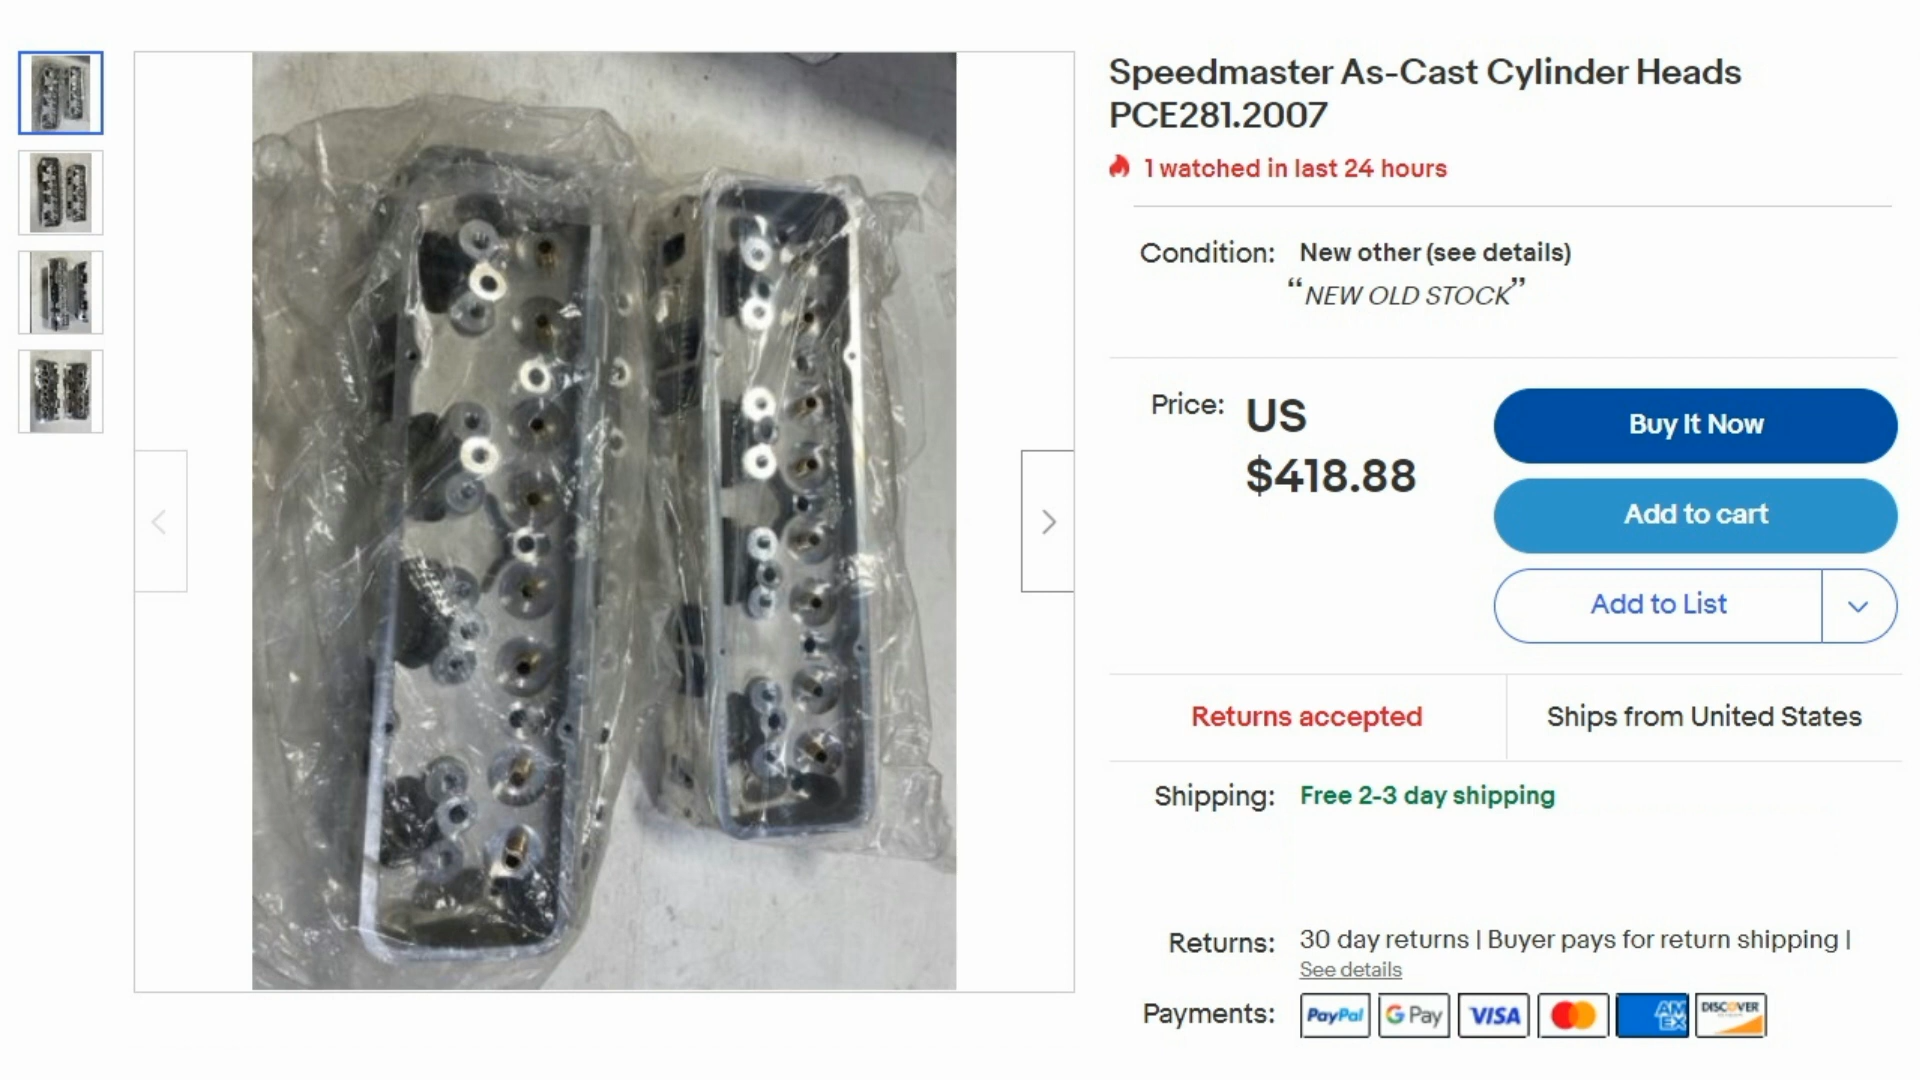 Speedmaster As-Cast Cylinder Heads
PCE281.2007
1 watched in last 24 hours
Condition: New other (see details)
“NEW OLD STOCK”
Price: US
$418.88
Buy It Now
Add to cart
Add to List
Returns accepted
Ships from United States
Shipping: Free 2-3 day shipping
Returns: 30 day returns | Buyer pays for return shipping |
See details
Payments: PayPal G Pay VISA AM EX DISCOVER